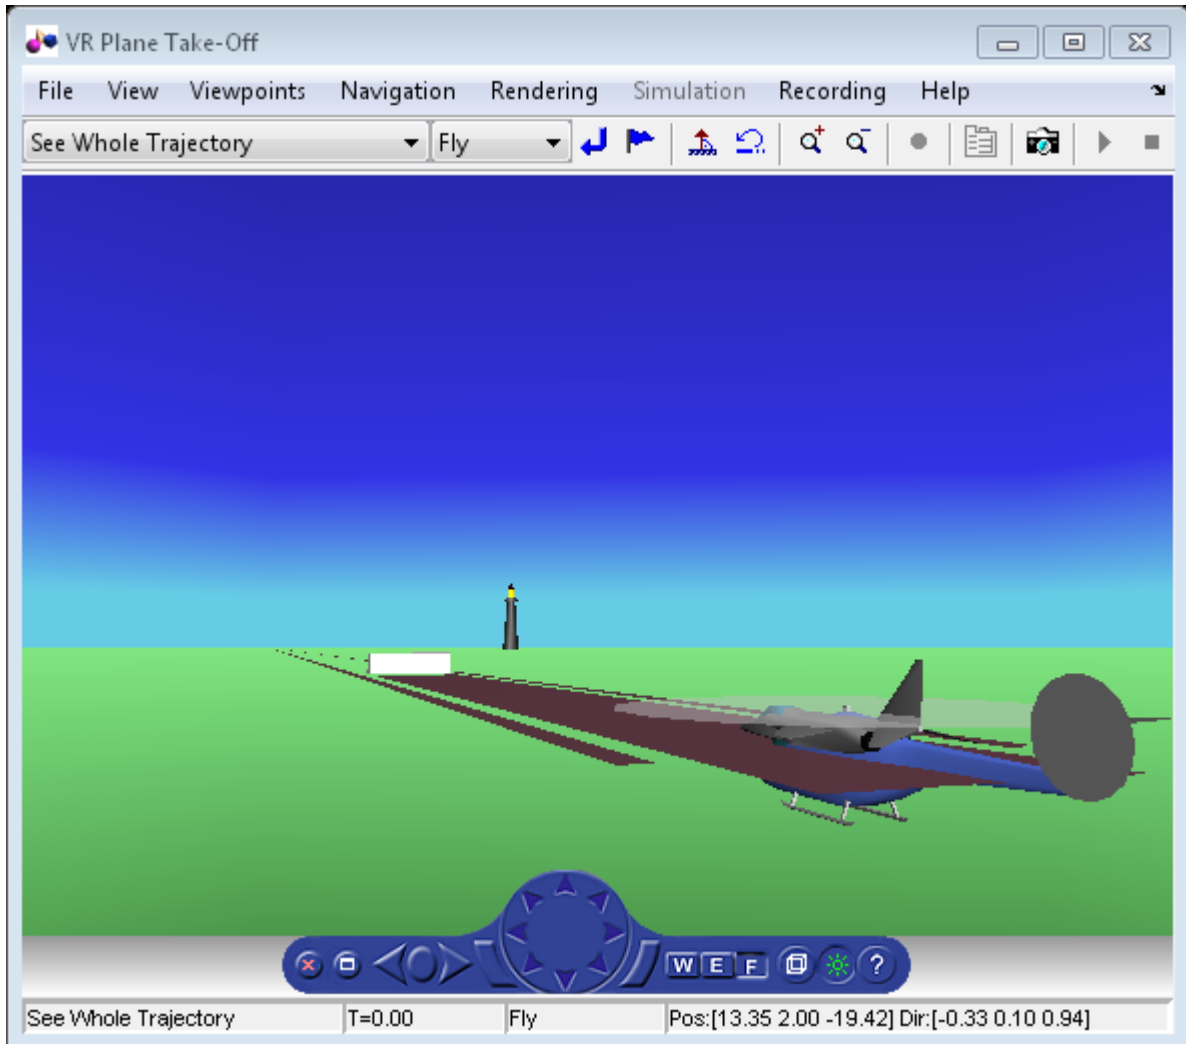 VR Plane Take-Off
File View Viewpoints Navigation Rendering Simulation Recording Help
See Whole Trajectory Fly
W E F ?
See Whole Trajectory T=0.00 Fly Pos:[13.35 2.00 -19.42] Dir:[-0.33 0.10 0.94]